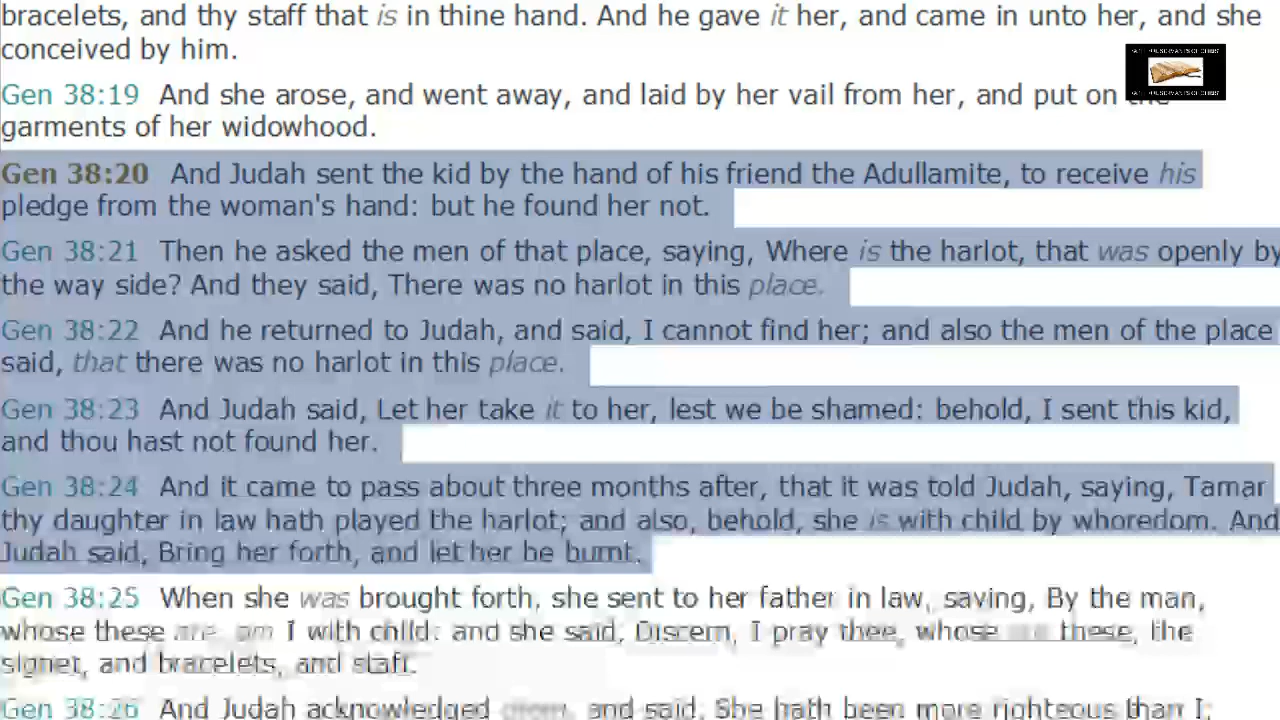 bracelets, and thy staff that is in thine hand. And he gave it her, and came in unto her, and she
conceived by him.
Gen 38:19 And she arose, and went away, and laid by her vail from her, and put on the
garments of her widowhood.
Gen 38:20 And Judah sent the kid by the hand of his friend the Adullamite, to receive his
pledge from the woman's hand: but he found her not.
Gen 38:21 Then he asked the men of that place, saying, Where is the harlot, that was openly by
the way side? And they said, There was no harlot in this place.
Gen 38:22 And he returned to Judah, and said, I cannot find her; and also the men of the place
said, that there was no harlot in this place.
Gen 38:23 And Judah said, Let her take it to her, lest we be shamed: behold, I sent this kid,
and thou hast not found her.
Gen 38:24 And it came to pass about three months after, that it was told Judah, saying, Tamar
thy daughter in law hath played the harlot; and also, behold, she is with child by whoredom. And
Judah said, Bring her forth, and let her be burnt.
Gen 38:25 When she was brought forth, she sent to her father in law, saying, By the man,
whose these are, am I with child: and she said, Discern, I pray thee, whose these, the
signet, and bracelets, and staff.
Gen 38:26 And Judah acknowledged and said, She hath been more righteous than I;